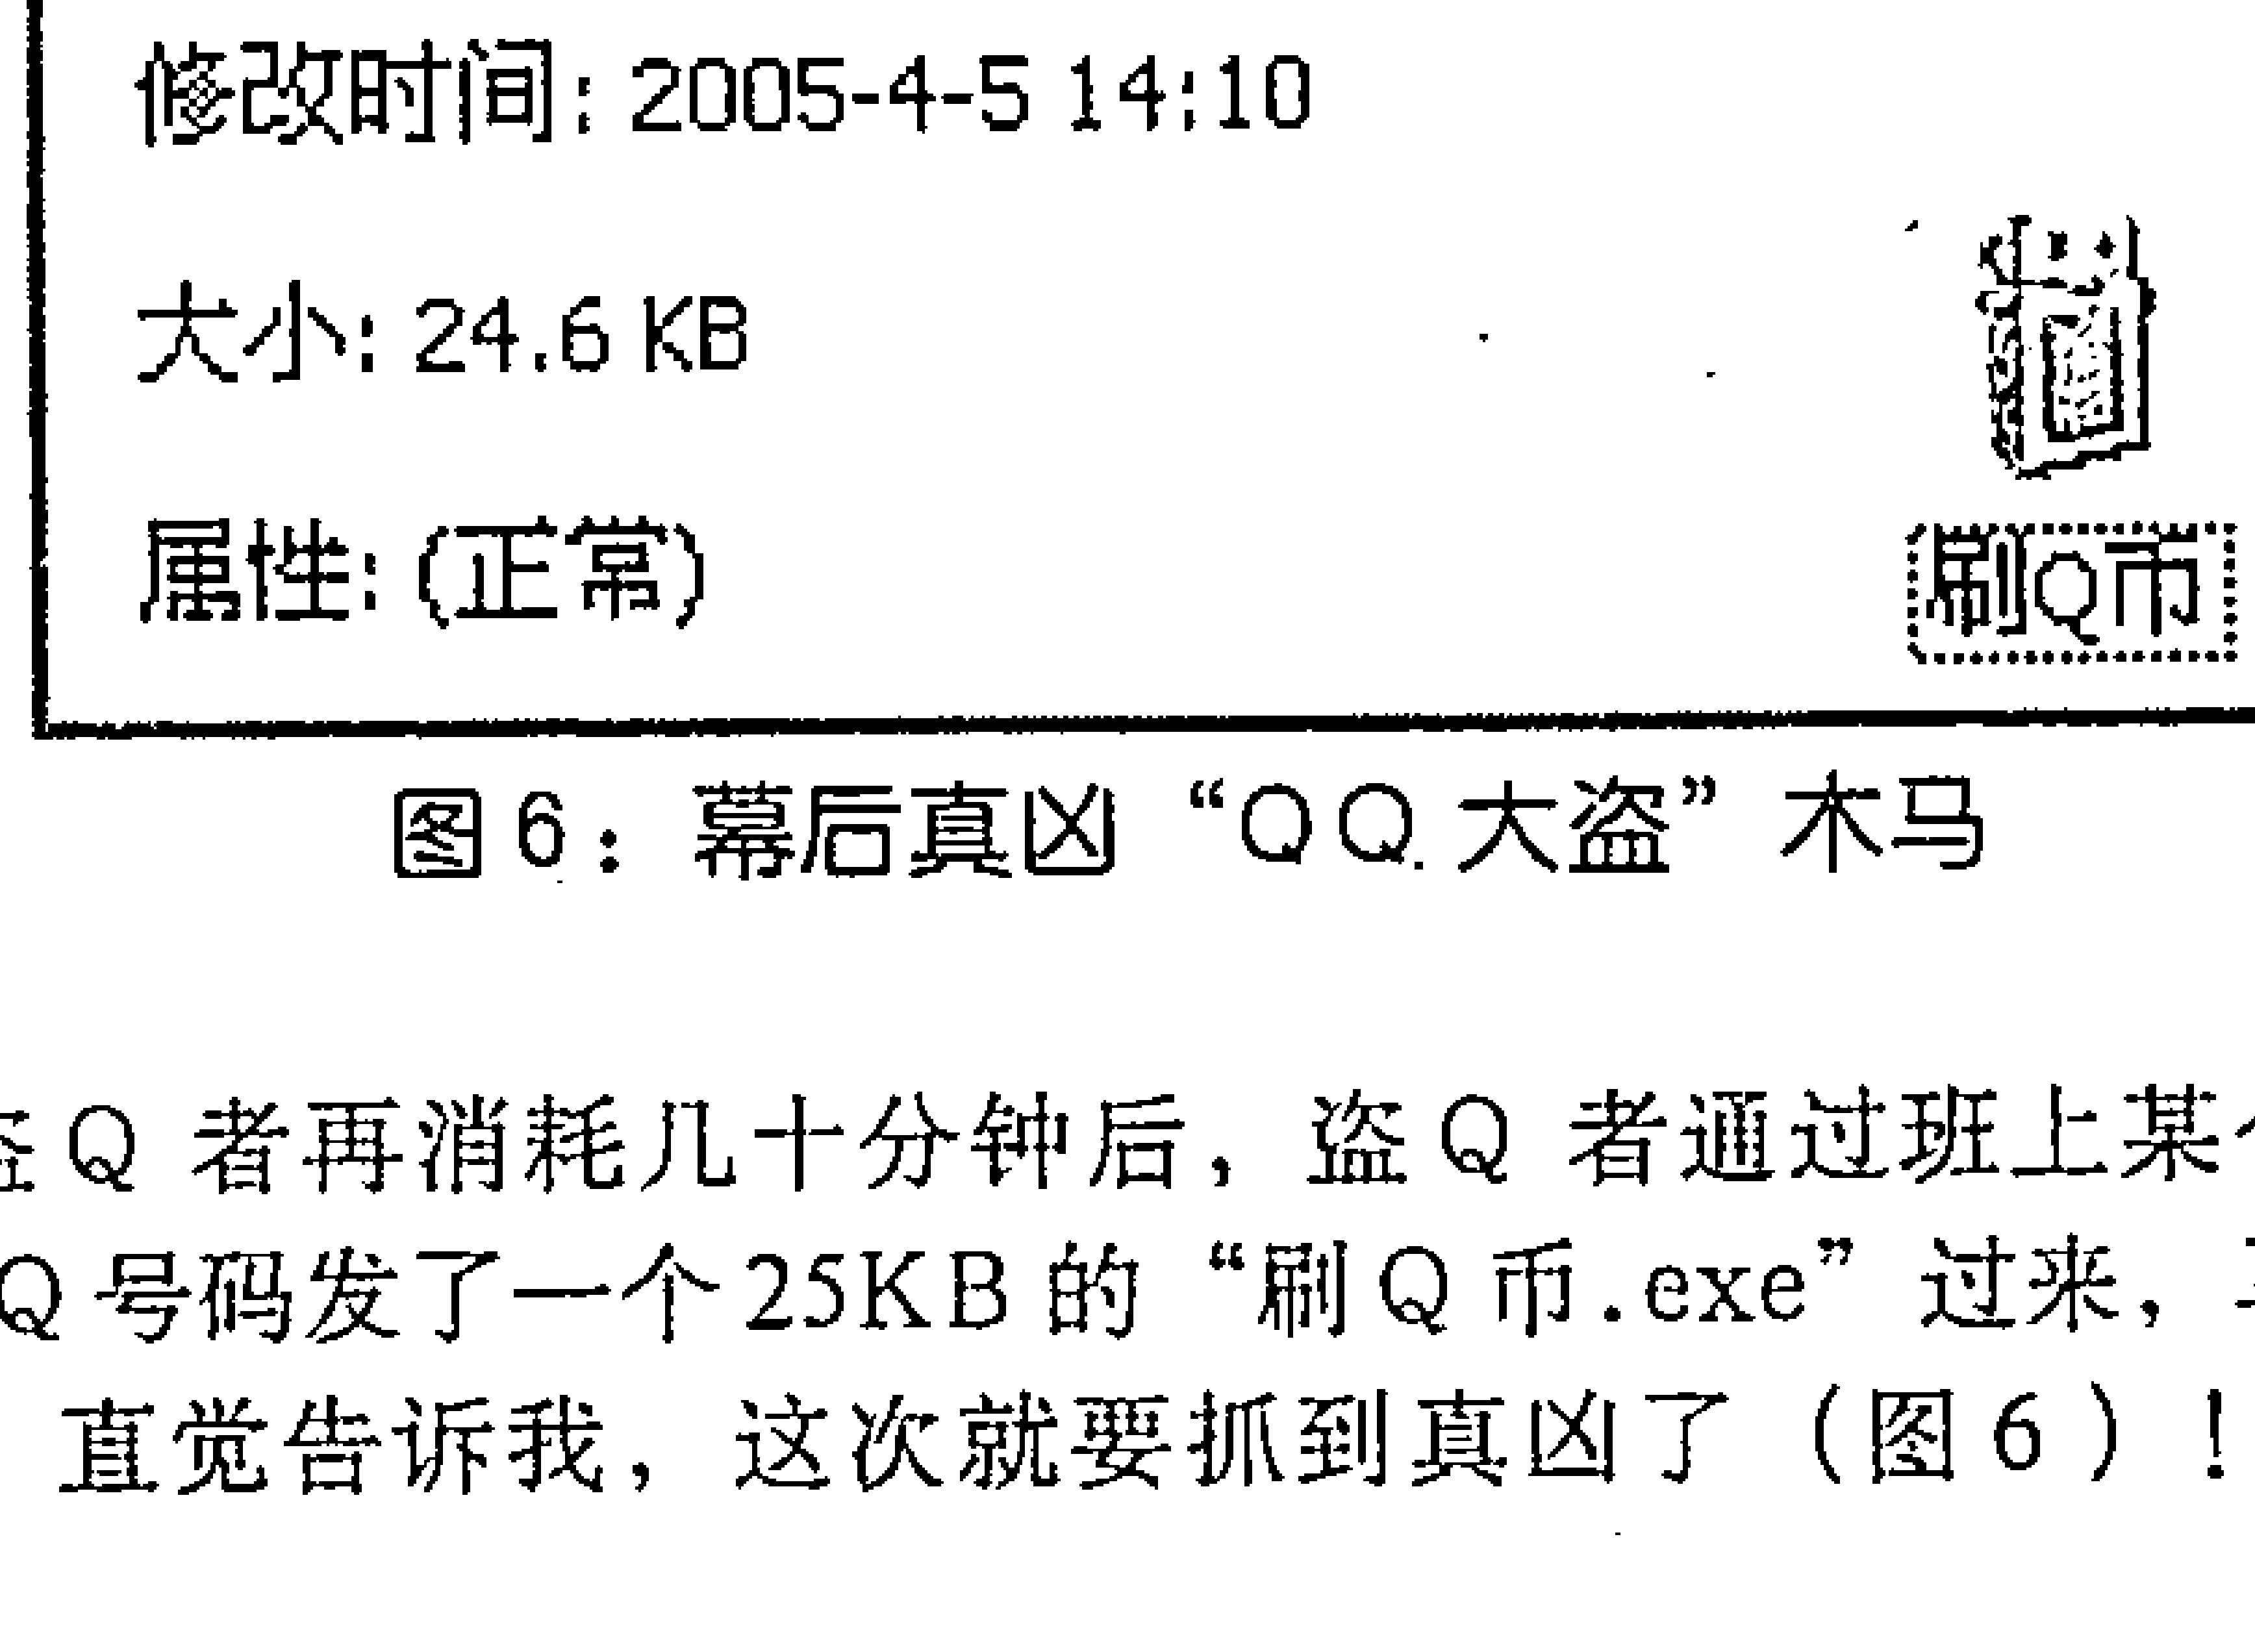 修改时间: 2005-4-5 14:10
大小: 24.6 KB
属性: (正常)
刷Q币
图6：幕后真凶“QQ大盗”木马
Q者再消耗几十分钟后，盗Q者通过班上某
Q号码发了一个25KB的“刷Q币.exe”过来，
直觉告诉我，这次就要抓到真凶了（图6）！